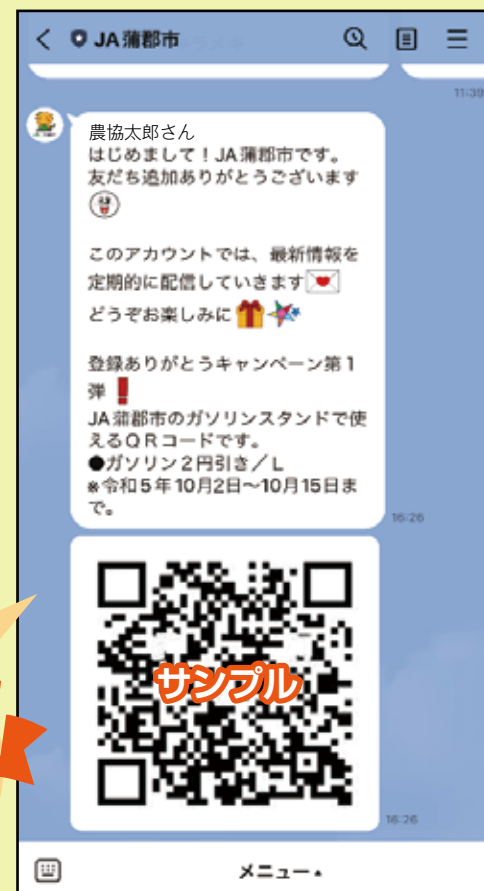 JA蒲郡市
11:39
農協太郎さん
はじめまして！JA蒲郡市です。
友だち追加ありがとうございます
このアカウントでは、最新情報を
定期的に配信していきます💌
どうぞお楽しみに🎁
登録ありがとうキャンペーン第1
弾❗
JA蒲郡市のガソリンスタンドで使
えるＱＲコードです。
●ガソリン２円引き／L
※令和5年10月2日～10月15日ま
で。
16:26
サンプル
16:26
メニュー▲